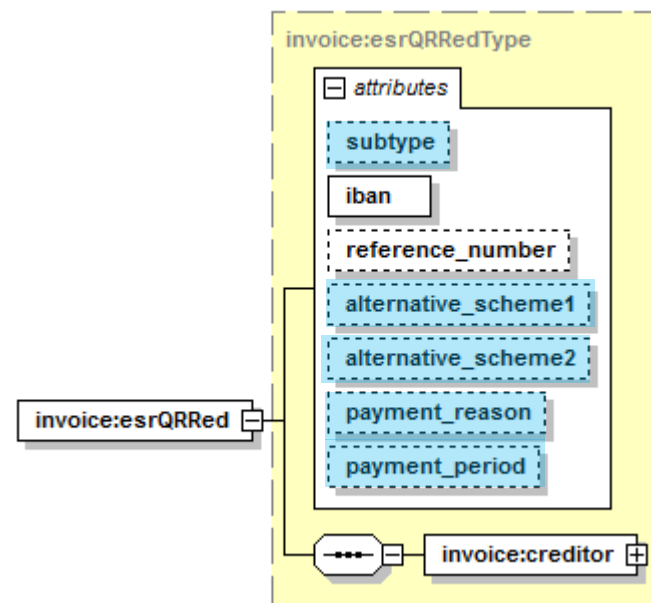 invoice:esrQRRedType
attributes
subtype
iban
reference_number
alternative_scheme1
alternative_scheme2
payment_reason
payment_period
invoice:esrQRRed
invoice:creditor